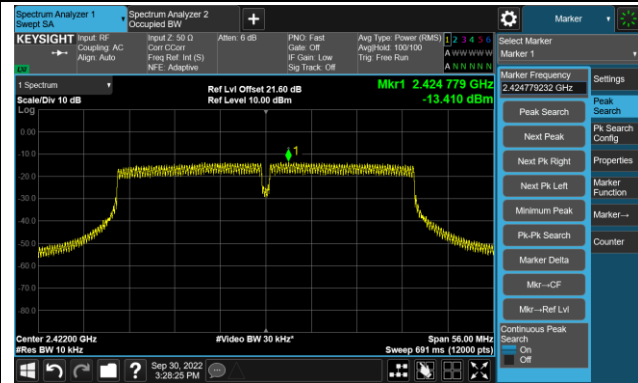 Spectrum Analyzer 1
Swept SA
Spectrum Analyzer 2
Occupied BW
Marker
KEYSIGHT
Input: RF
Coupling: AC
Align: Auto
Input Z: 50 Ω
Corr CCorr
Freq Ref: Int (S)
NFE: Adaptive
Atten: 6 dB
PNO: Fast
Gate: Off
IF Gain: Low
Sig Track: Off
Avg Type: Power (RMS)
Avg|Hold: 100/100
Trig: Free Run
1 2 3 4 5 6
A W W W W W
A N N N N N
Select Marker
Marker 1
1 Spectrum
Scale/Div 10 dB
Log
Ref Lvl Offset 21.60 dB
Ref Level 10.00 dBm
Mkr1 2.424 779 GHz
-13.410 dBm
0.00
-10.0
-20.0
-30.0
-40.0
-50.0
-60.0
-70.0
-80.0
1
Center 2.42200 GHz
#Res BW 10 kHz
#Video BW 30 kHz*
Span 56.00 MHz
Sweep 691 ms (12000 pts)
Marker Frequency
2.424779232 GHz
Peak Search
Next Peak
Next Pk Right
Next Pk Left
Minimum Peak
Pk-Pk Search
Marker Delta
Mkr→CF
Mkr→Ref Lvl
Continuous Peak
Search
On
Off
Settings
Peak
Search
Pk Search
Config
Properties
Marker
Function
Marker→
Counter
Sep 30, 2022
3:28:25 PM